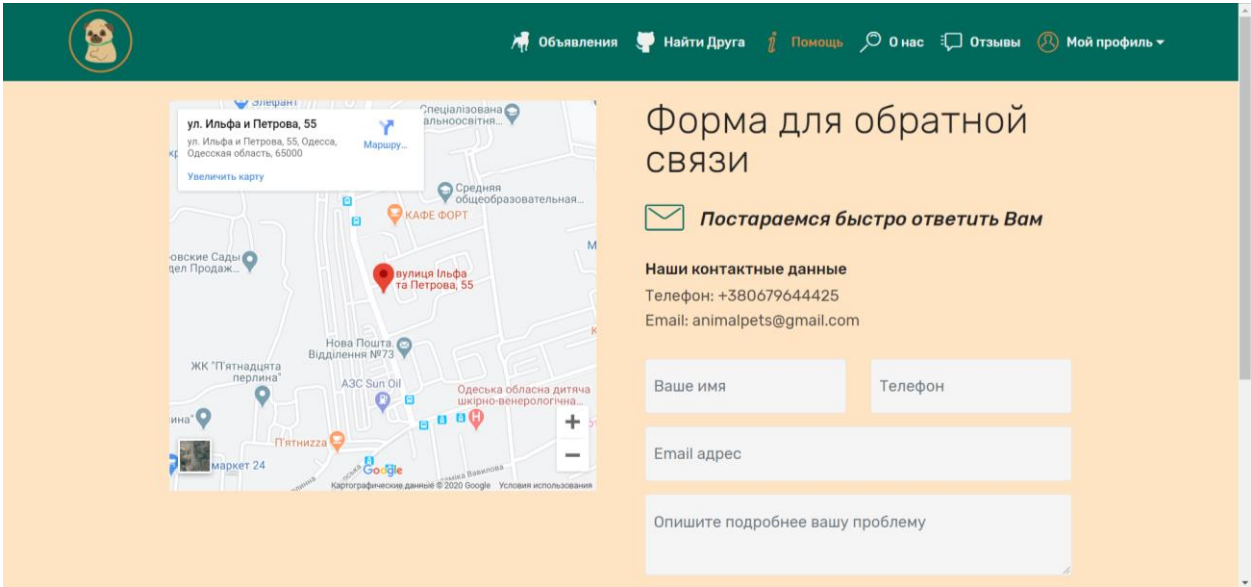 Объявления
Найти Друга
Помощь
О нас
Отзывы
Мой профиль
Элефант
Спеціалізована
ул. Ильфа и Петрова, 55
ул. Ильфа и Петрова, 55, Одесса,
Одесская область, 65000
Маршру...
Увеличить карту
Средняя
общеобразовательная...
КАФЕ ФОРТ
вулиця Ільфа
та Петрова, 55
Нова Пошта.
Відділення №73
ЖК "П'ятнадцята
перлина"
АЗС Sun Oil
Одеська обласна дитяча
шкірно-венерологічна...
П'ятниzza
маркет 24
Google
Картографические данные © 2020 Google
Условия использования
Форма для обратной
связи
Постараемся быстро ответить Вам
Наши контактные данные
Телефон: +380679644425
Email: animalpets@gmail.com
Ваше имя
Телефон
Email адрес
Опишите подробнее вашу проблему